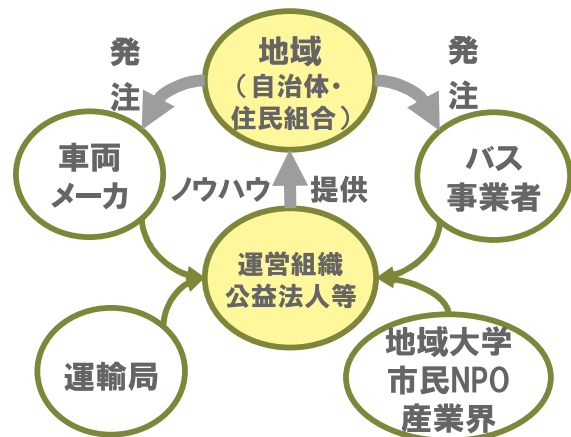 発注
地域
（自治体・
住民組合）
発注
車両
メーカ
バス
事業者
ノウハウ 提供
運営組織
公益法人等
運輸局
地域大学
市民NPO
産業界